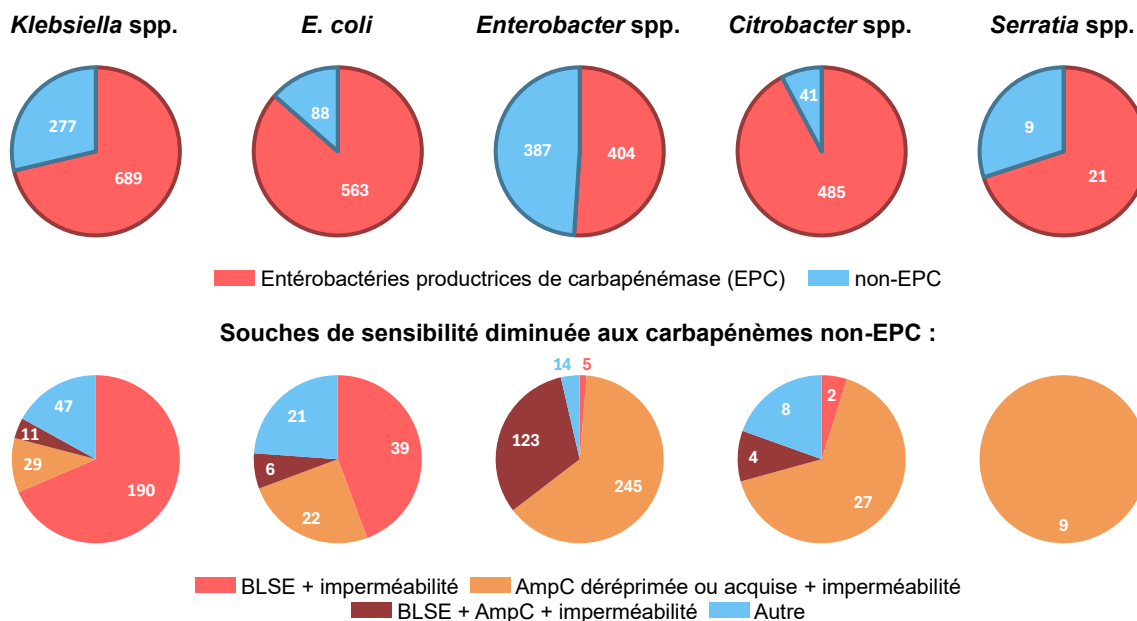 Klebsiella spp.
E. coli
Enterobacter spp.
Citrobacter spp.
Serratia spp.
277
689
88
563
387
404
41
485
9
21
Entérobactéries productrices de carbapénémase (EPC)
non-EPC
Souches de sensibilité diminuée aux carbapénèmes non-EPC :
47
11
29
190
21
6
22
39
14
5
123
245
8
2
4
27
9
BLSE + imperméabilité
AmpC déréprimée ou acquise + imperméabilité
BLSE + AmpC + imperméabilité
Autre